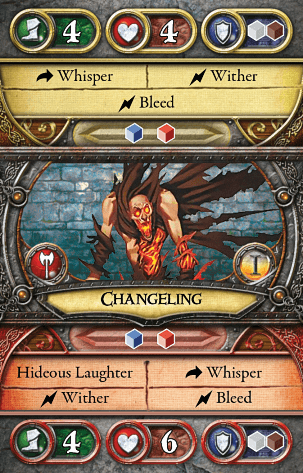 4 4
Whisper Wither
Bleed
I
CHANGELING
Hideous Laughter Whisper
Wither Bleed
4 6